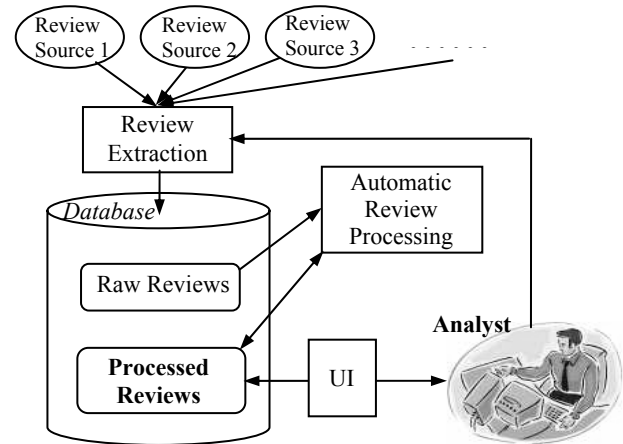 Review
Source 1
Review
Source 2
Review
Source 3
- - - - - -
Review
Extraction
Database
Automatic
Review
Processing
Raw Reviews
Analyst
Processed
Reviews
UI